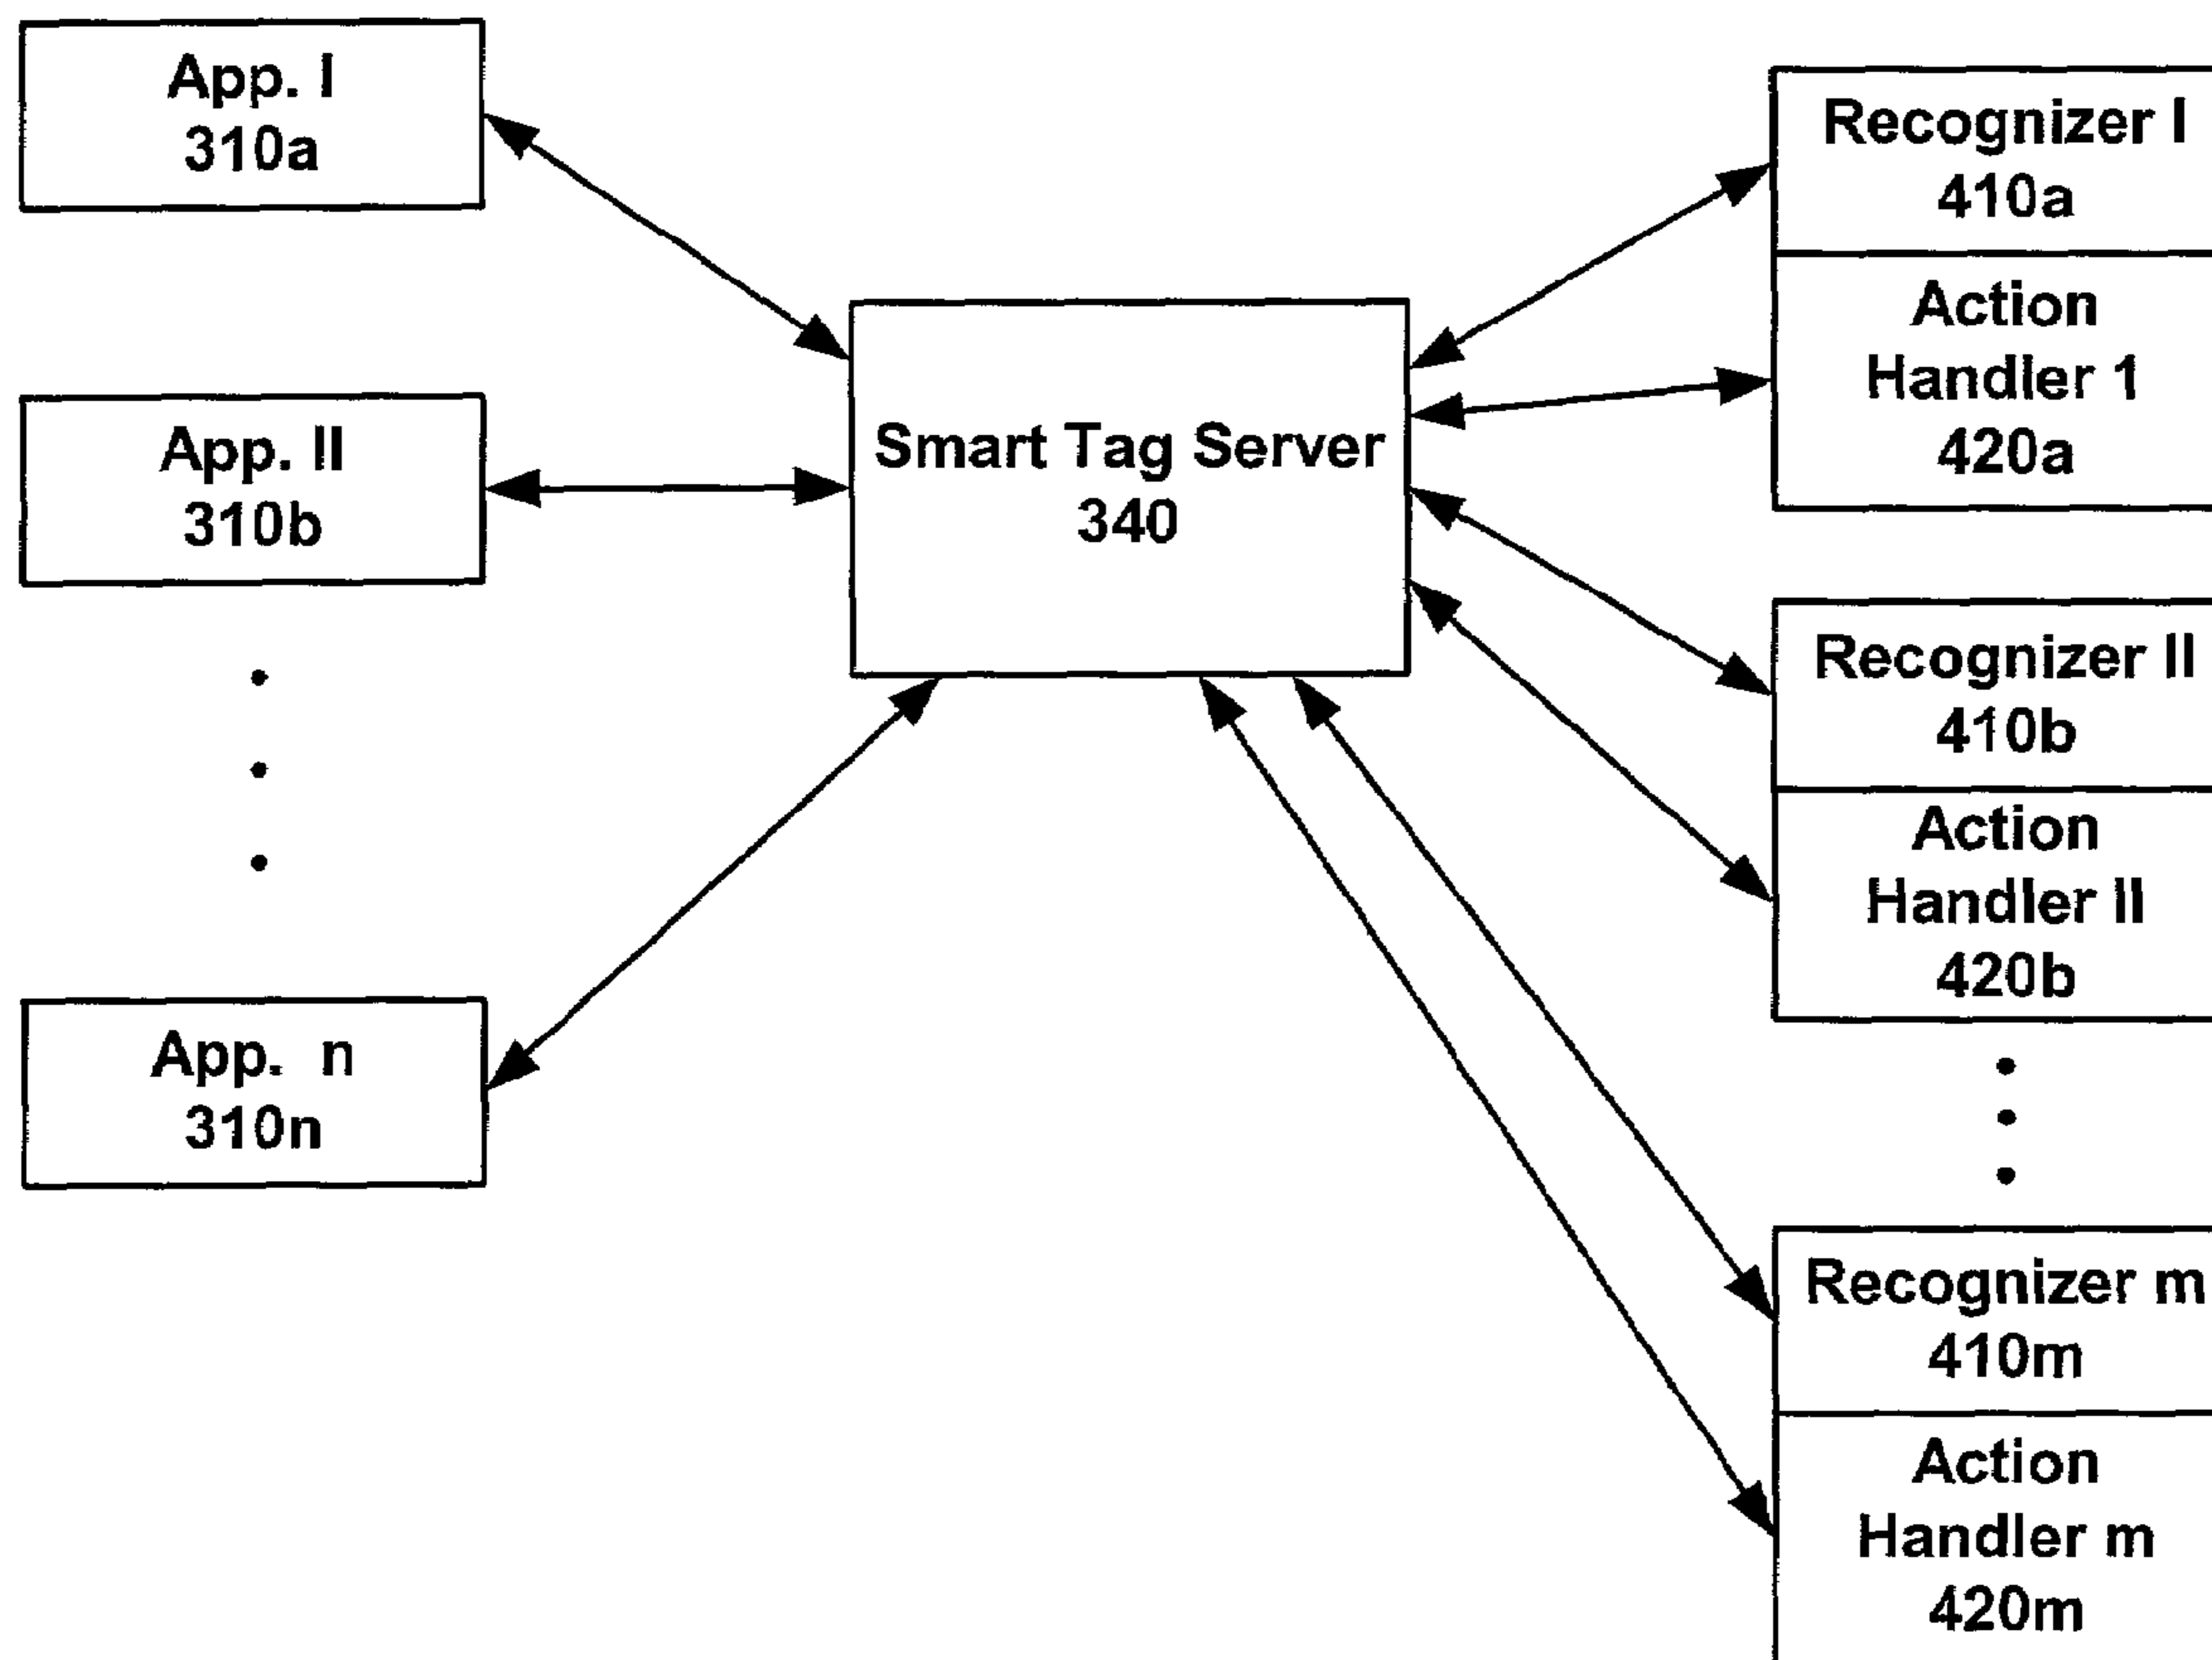 App. I
310a
App. II
310b
App. n
310n
Smart Tag Server
340
Recognizer I
410a
Action
Handler 1
420a
Recognizer II
410b
Action
Handler II
420b
Recognizer m
410m
Action
Handler m
420m